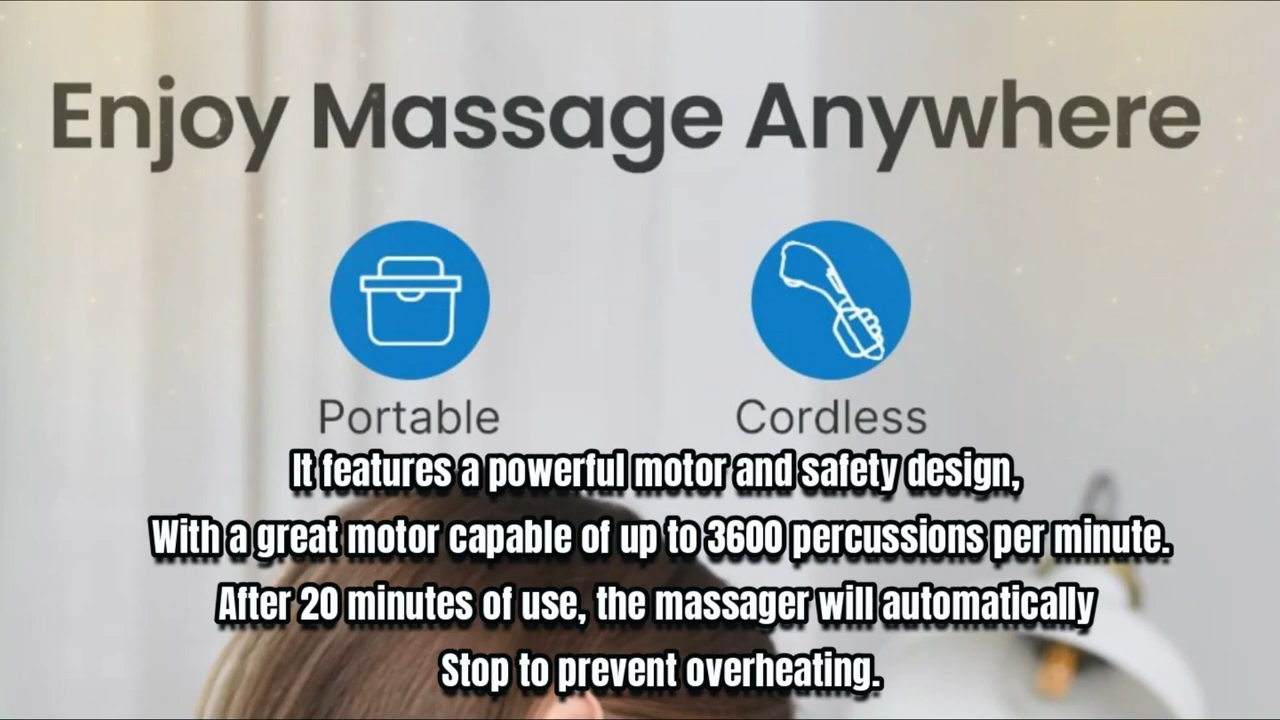 Enjoy Massage Anywhere
Portable
Cordless
It features a powerful motor and safety design,
With a great motor capable of up to 3600 percussions per minute.
After 20 minutes of use, the massager will automatically
Stop to prevent overheating.